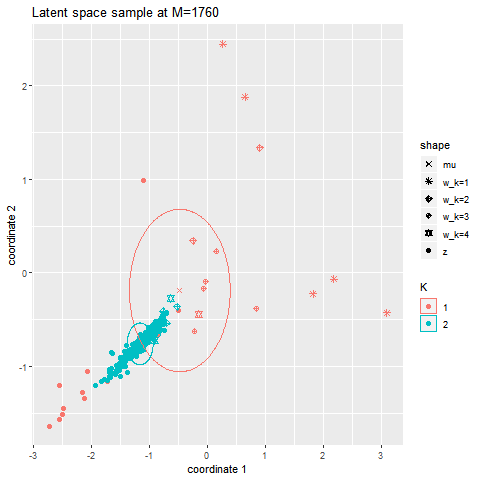 Latent space sample at M=1760
coordinate 2
2
1
0
-1
-3
-2
-1
0
1
2
3
coordinate 1
shape
mu
w_k=1
w_k=2
w_k=3
w_k=4
z
K
1
2